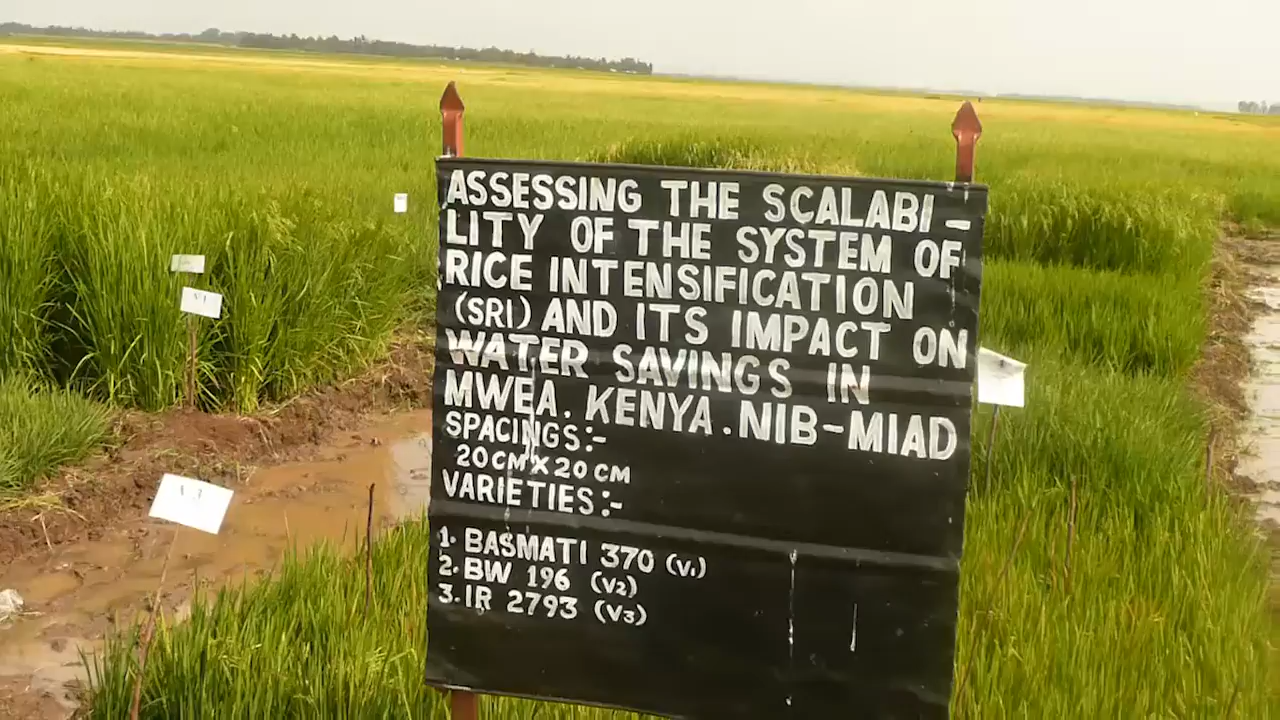 ASSESSING THE SCALABI-
LITY OF THE SYSTEM OF
RICE INTENSIFICATION
(SRI) AND ITS IMPACT ON
WATER SAVINGS IN
MWEA. KENYA. NIB-MIAD
SPACINGS:-
20 CM X 20 CM
VARIETIES:-
1. BASMATI 370 (V1)
2. BW 196 (V2)
3. IR 2793 (V3)